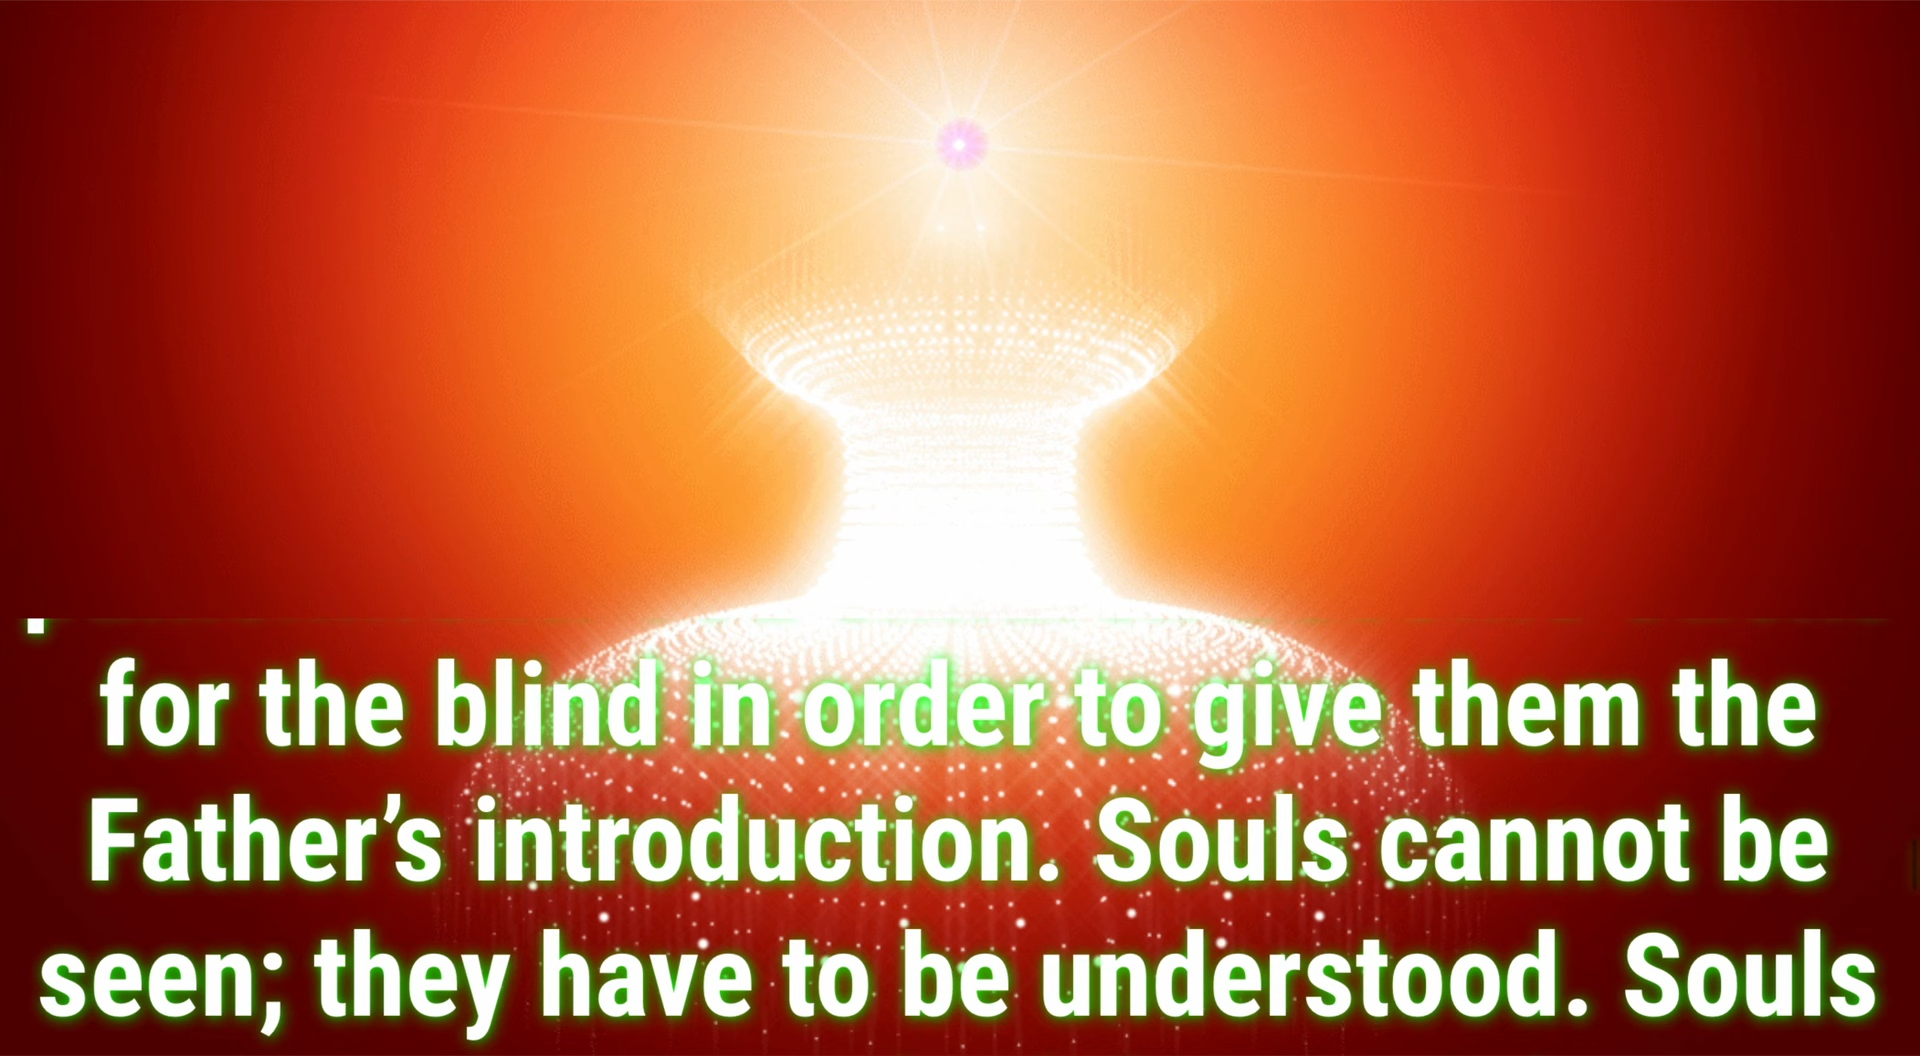 for the blind in order to give them the
Father’s introduction. Souls cannot be
seen; they have to be understood. Souls